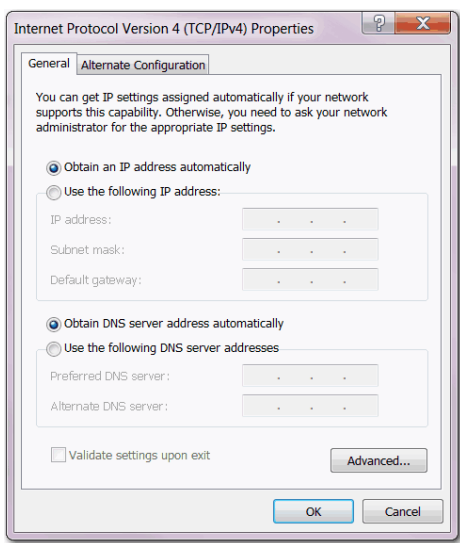 Internet Protocol Version 4 (TCP/IPv4) Properties
? X
General Alternate Configuration
You can get IP settings assigned automatically if your network
supports this capability. Otherwise, you need to ask your network
administrator for the appropriate IP settings.
Obtain an IP address automatically
Use the following IP address:
IP address: . . .
Subnet mask: . . .
Default gateway: . . .
Obtain DNS server address automatically
Use the following DNS server addresses
Preferred DNS server: . . .
Alternate DNS server: . . .
Validate settings upon exit
Advanced...
OK Cancel